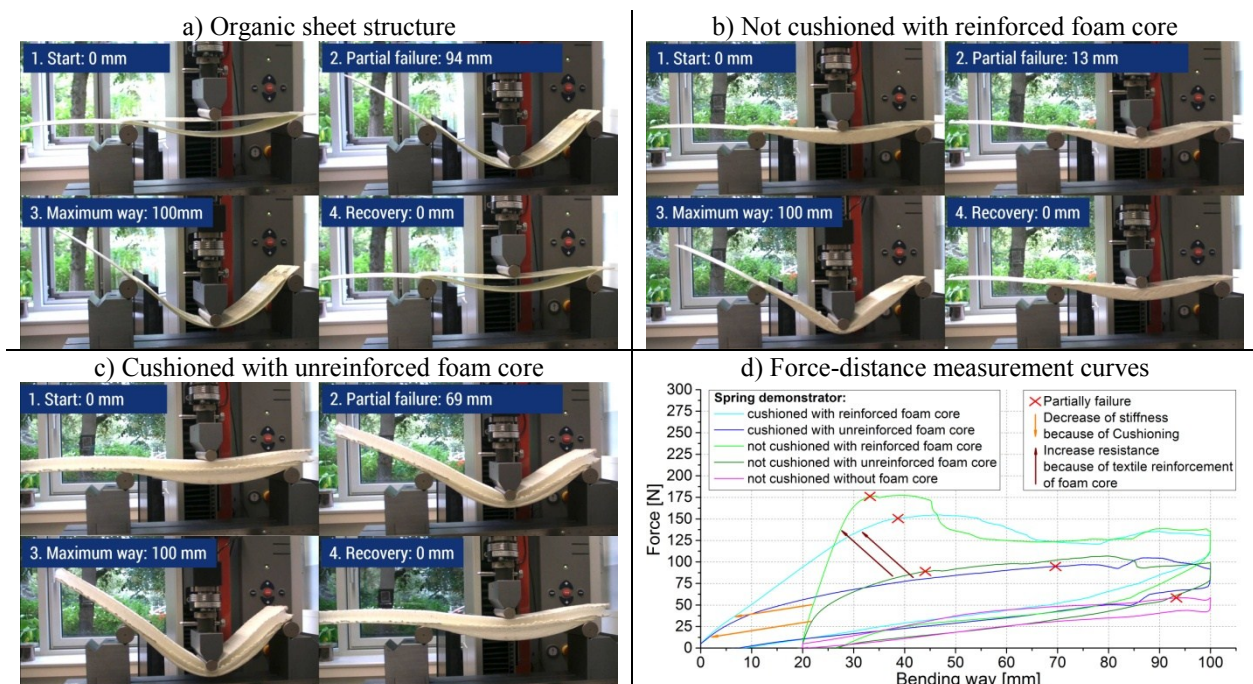 a) Organic sheet structure
1. Start: 0 mm
2. Partial failure: 94 mm
3. Maximum way: 100mm
4. Recovery: 0 mm
b) Not cushioned with reinforced foam core
1. Start: 0 mm
2. Partial failure: 13 mm
3. Maximum way: 100 mm
4. Recovery: 0 mm
c) Cushioned with unreinforced foam core
1. Start: 0 mm
2. Partial failure: 69 mm
3. Maximum way: 100 mm
4. Recovery: 0 mm
d) Force-distance measurement curves
Spring demonstrator:
cushioned with reinforced foam core
cushioned with unreinforced foam core
not cushioned with reinforced foam core
not cushioned with unreinforced foam core
not cushioned without foam core
Partially failure
Decrease of stiffness
because of Cushioning
Increase resistance
because of textile reinforcement
of foam core
Force [N]
300
275
250
225
200
175
150
125
100
75
50
25
0
0 10 20 30 40 50 60 70 80 90 100
Bending way [mm]